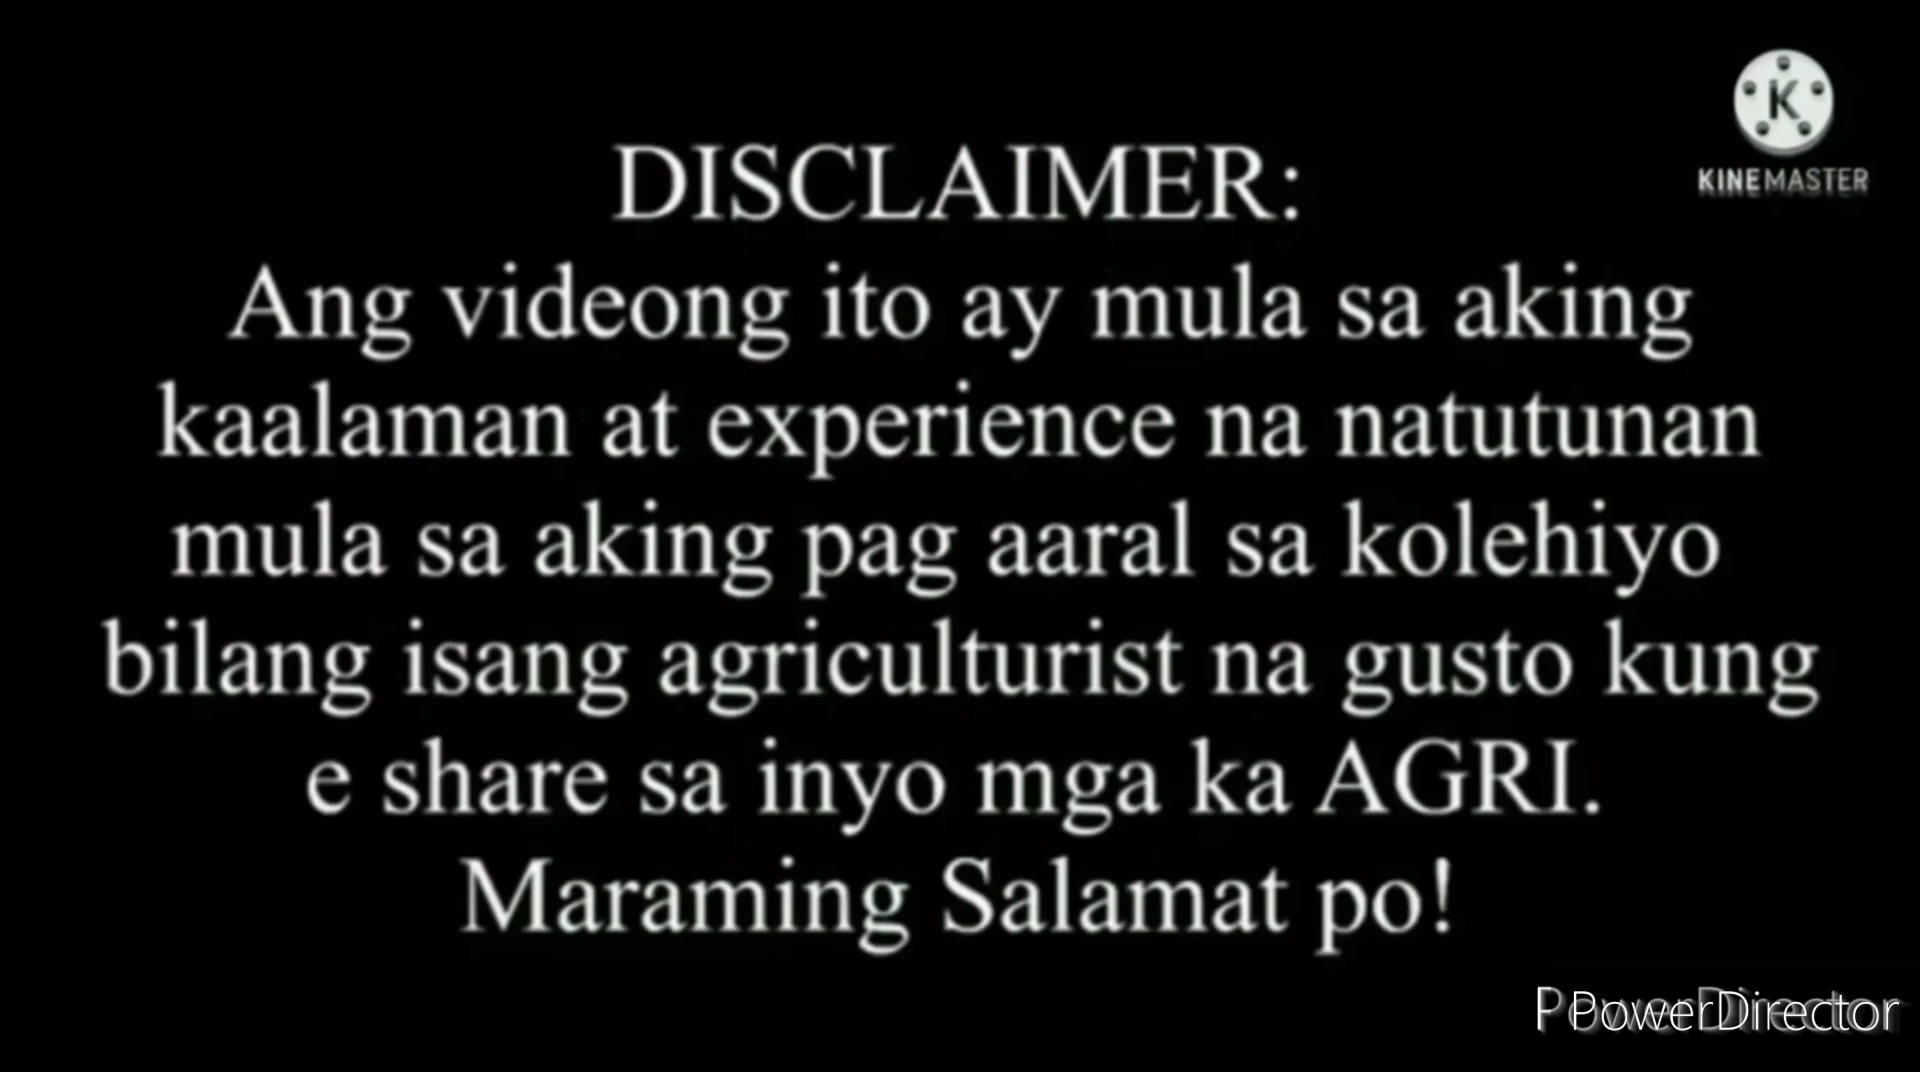 KINEMASTER
DISCLAIMER:
Ang videong ito ay mula sa aking
kaalaman at experience na natutunan
mula sa aking pag aaral sa kolehiyo
bilang isang agriculturist na gusto kung
e share sa inyo mga ka AGRI.
Maraming Salamat po!
PowerDirector